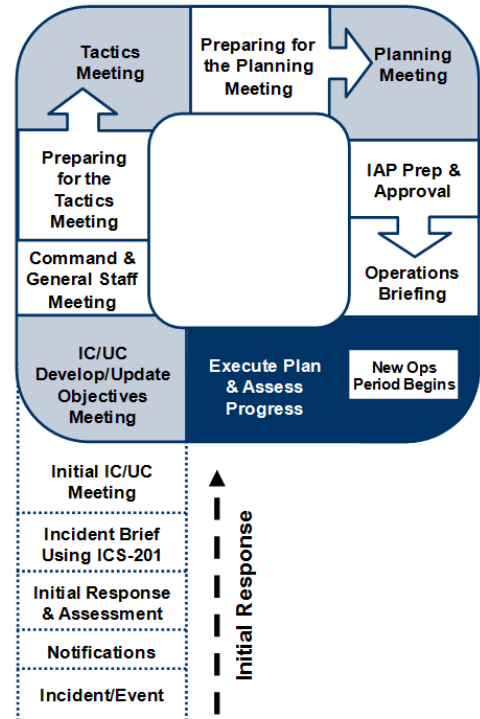 Tactics
Meeting
Preparing for
the Planning
Meeting
Planning
Meeting
Preparing
for the
Tactics
Meeting
IAP Prep &
Approval
Command &
General Staff
Meeting
Operations
Briefing
IC/UC
Develop/Update
Objectives
Meeting
Execute Plan
& Assess
Progress
New Ops
Period Begins
Initial IC/UC
Meeting
Incident Brief
Using ICS-201
Initial Response
& Assessment
Notifications
Incident/Event
Initial Response